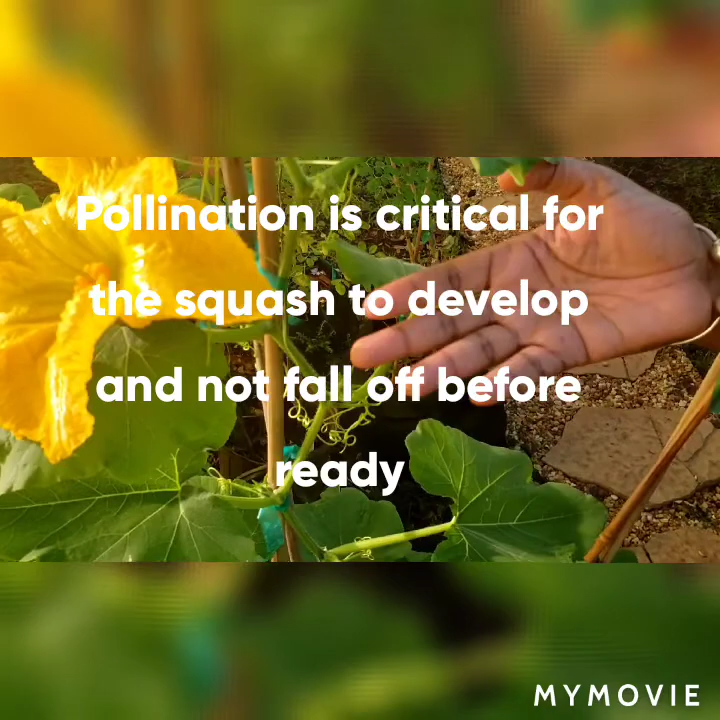 Pollination is critical for
the squash to develop
and not fall off before
ready
MYMOVIE